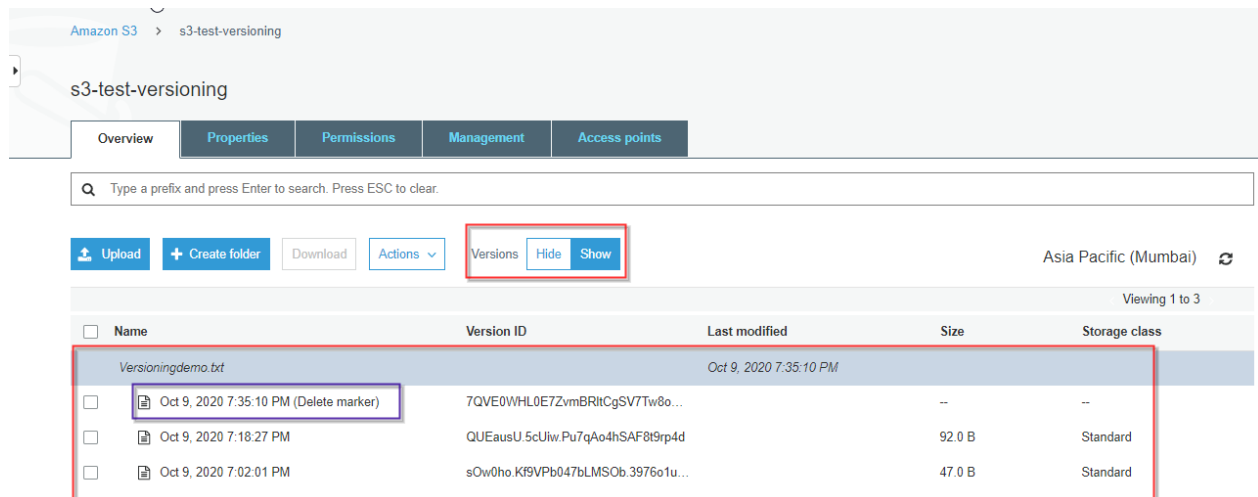 Amazon S3 > s3-test-versioning
s3-test-versioning
Overview Properties Permissions Management Access points
Type a prefix and press Enter to search. Press ESC to clear.
Upload + Create folder Download Actions Versions Hide Show Asia Pacific (Mumbai)
Viewing 1 to 3
Name Version ID Last modified Size Storage class
Versioningdemo.txt Oct 9, 2020 7:35:10 PM
Oct 9, 2020 7:35:10 PM (Delete marker) 7QVE0WHL0E7ZvmBRltCgSV7Tw8o... -- --
Oct 9, 2020 7:18:27 PM QUEausU.5cUiw.Pu7qAo4hSAF8t9rp4d 92.0 B Standard
Oct 9, 2020 7:02:01 PM sOw0ho.Kf9VPb047bLMSOb.3976o1u... 47.0 B Standard